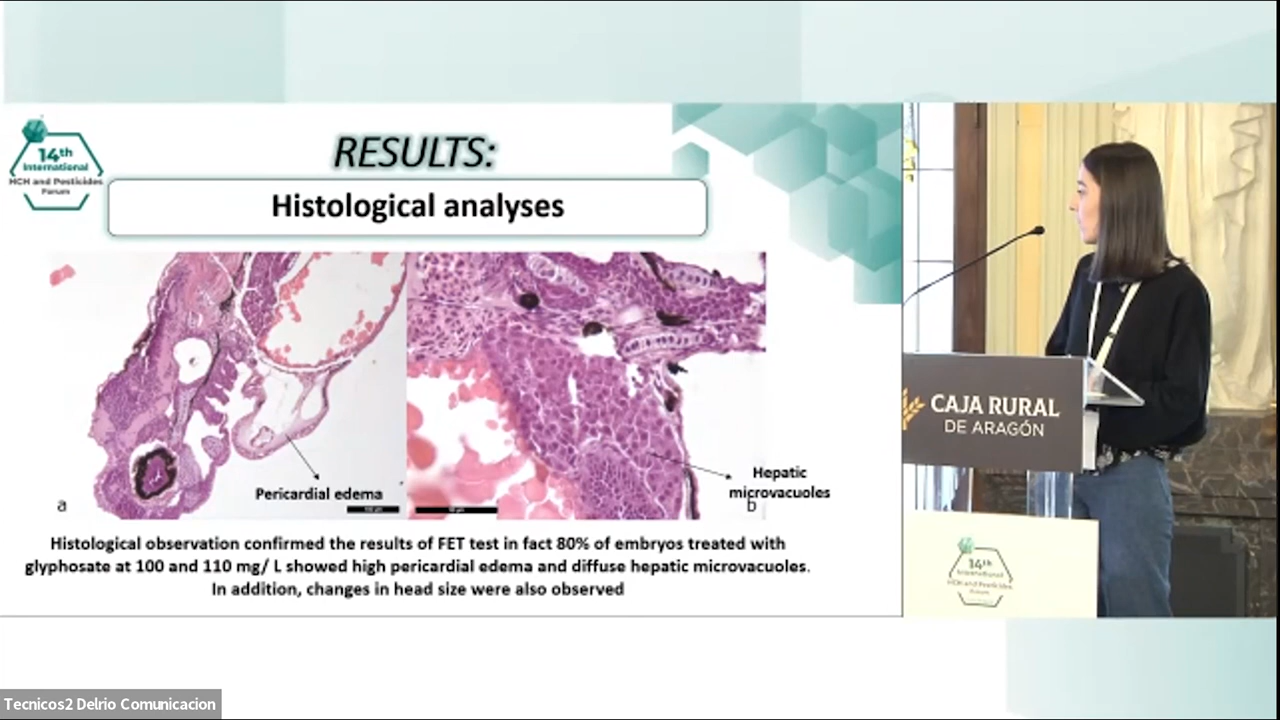 14th
International
HCH and Pesticides
Forum
RESULTS:
Histological analyses
Pericardial edema
a
Hepatic
microvacuoles
b
Histological observation confirmed the results of FET test in fact 80% of embryos treated with
glyphosate at 100 and 110 mg/ L showed high pericardial edema and diffuse hepatic microvacuoles.
In addition, changes in head size were also observed
CAJA RURAL
DE ARAGÓN
14th
International
HCH and Pesticides
Forum
Tecnicos2 Delrio Comunicacion